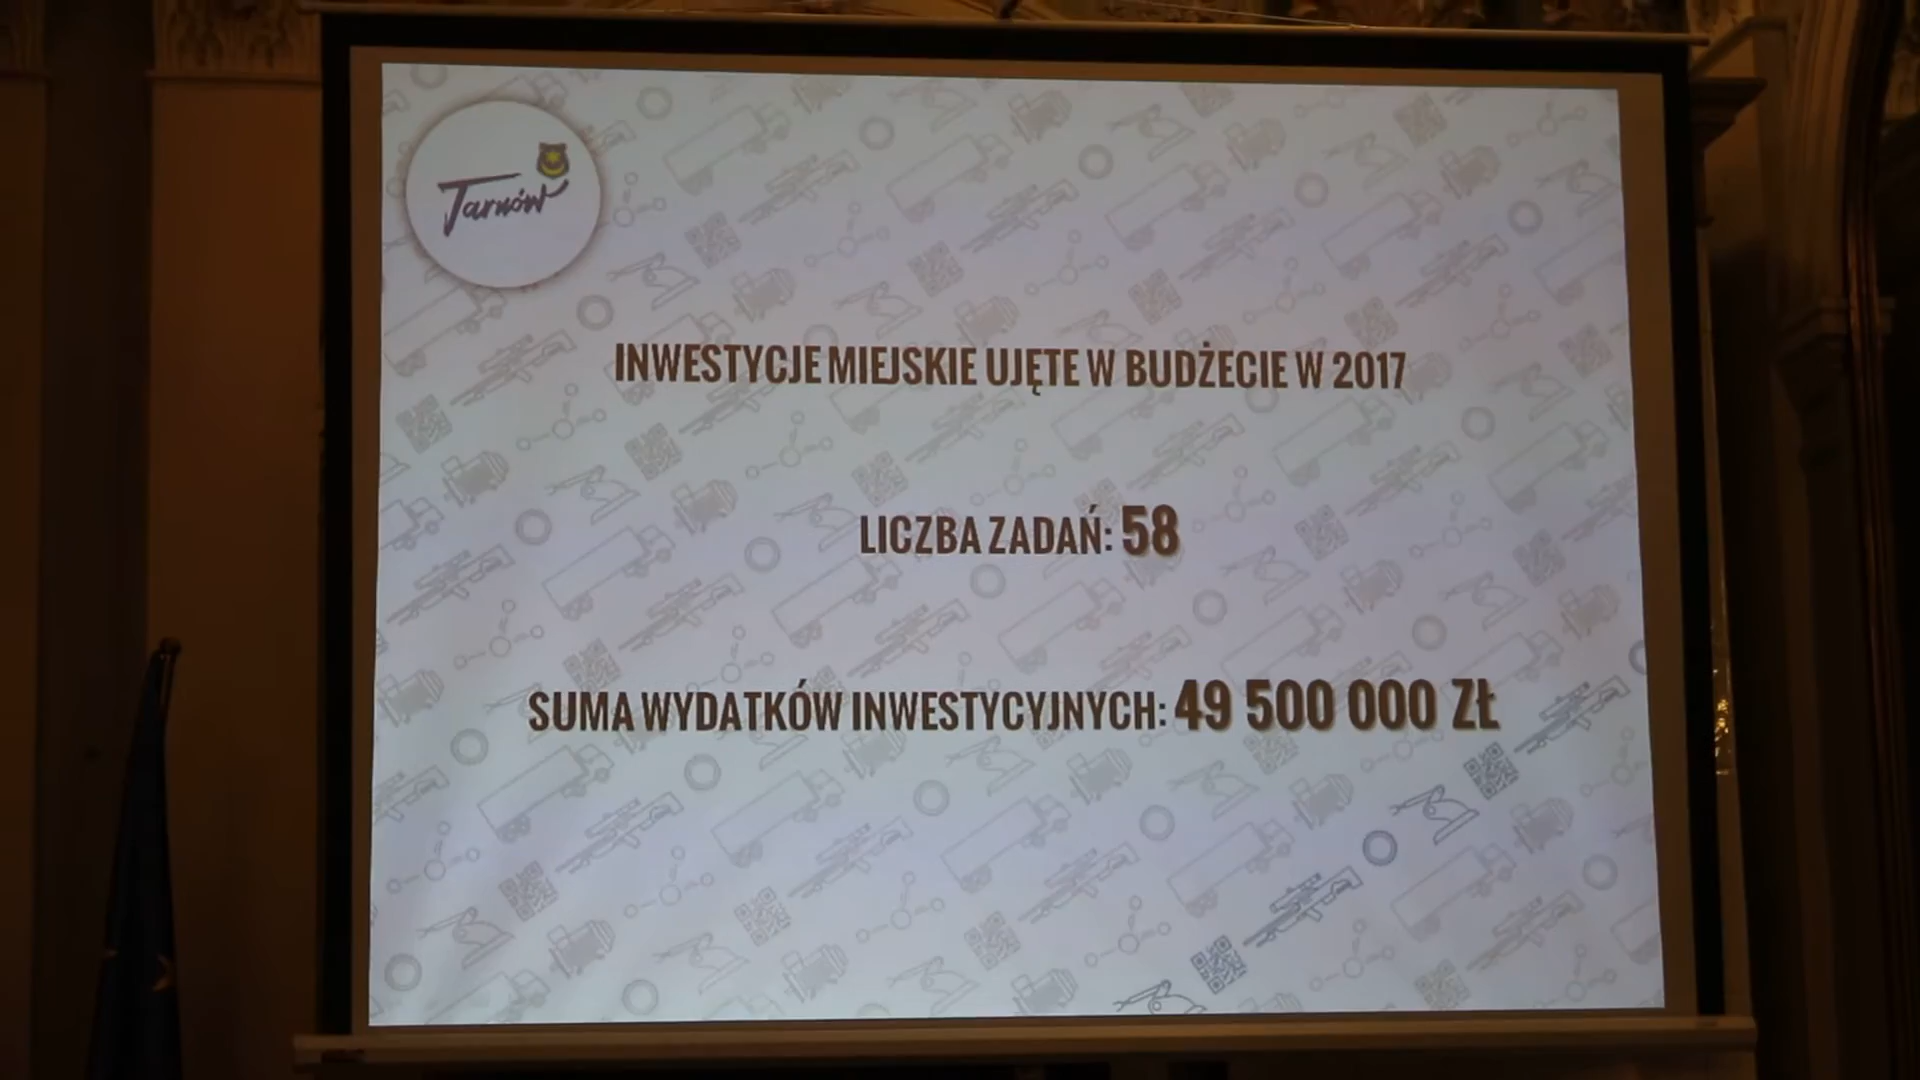 Tarnów
INWESTYCJE MIEJSKIE UJĘTE W BUDŻECIE W 2017
LICZBA ZADAŃ: 58
SUMA WYDATKÓW INWESTYCYJNYCH: 49 500 000 ZŁ